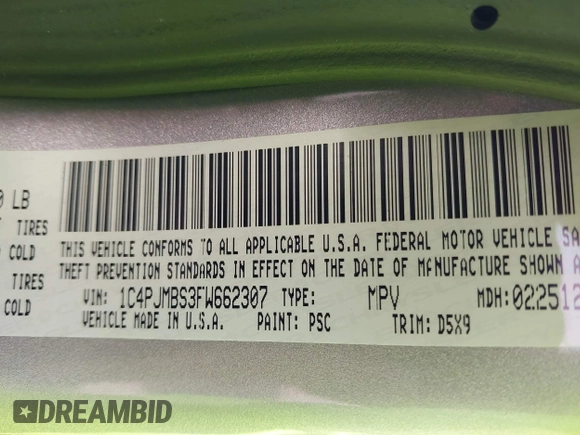 0 LB
TIRES
COLD
TIRES
COLD
THIS VEHICLE CONFORMS TO ALL APPLICABLE U.S.A. FEDERAL MOTOR VEHICLE SA
THEFT PREVENTION STANDARDS IN EFFECT ON THE DATE OF MANUFACTURE SHOWN A
VIN: 1C4PJMBS3FW662307 TYPE: MPV MDH: 022512
VEHICLE MADE IN U.S.A. PAINT: PSC TRIM: D5X9
DREAMBID